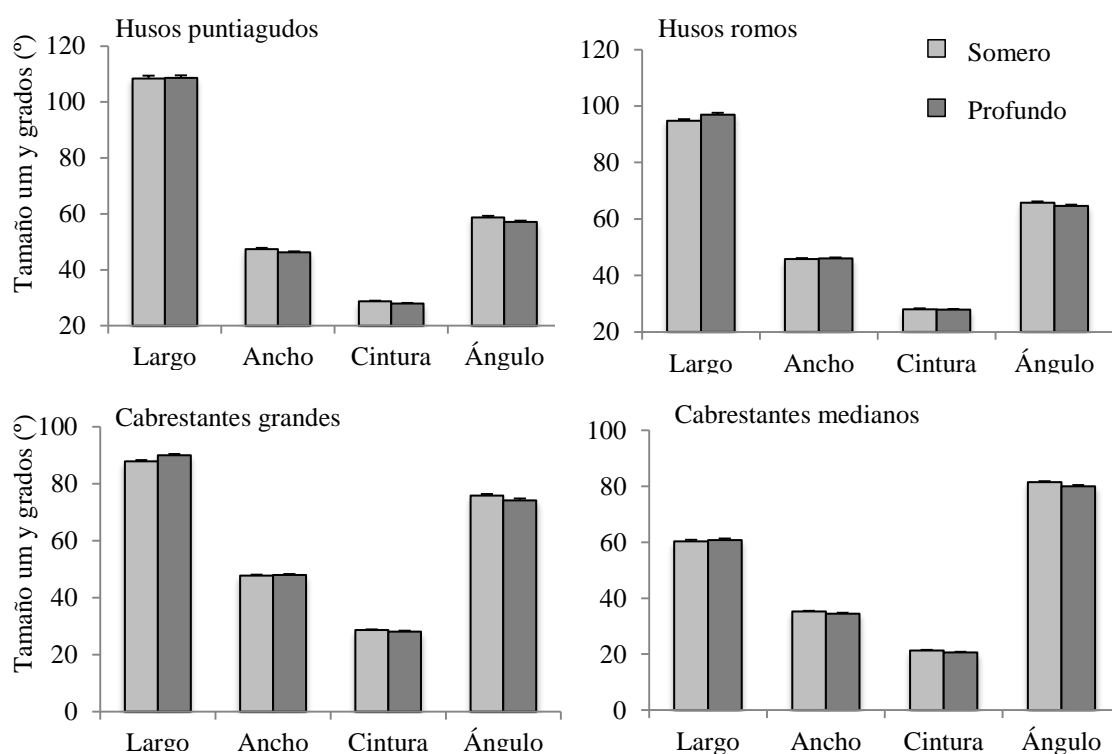 Husos puntiagudos
Tamaño um y grados (º)
120
100
80
60
40
20
Largo Ancho Cintura Ángulo
Husos romos
Somero
Profundo
120
100
80
60
40
20
Largo Ancho Cintura Ángulo
Cabrestantes grandes
Tamaño um y grados (º)
100
80
60
40
20
0
Largo Ancho Cintura Ángulo
Cabrestantes medianos
100
80
60
40
20
0
Largo Ancho Cintura Ángulo